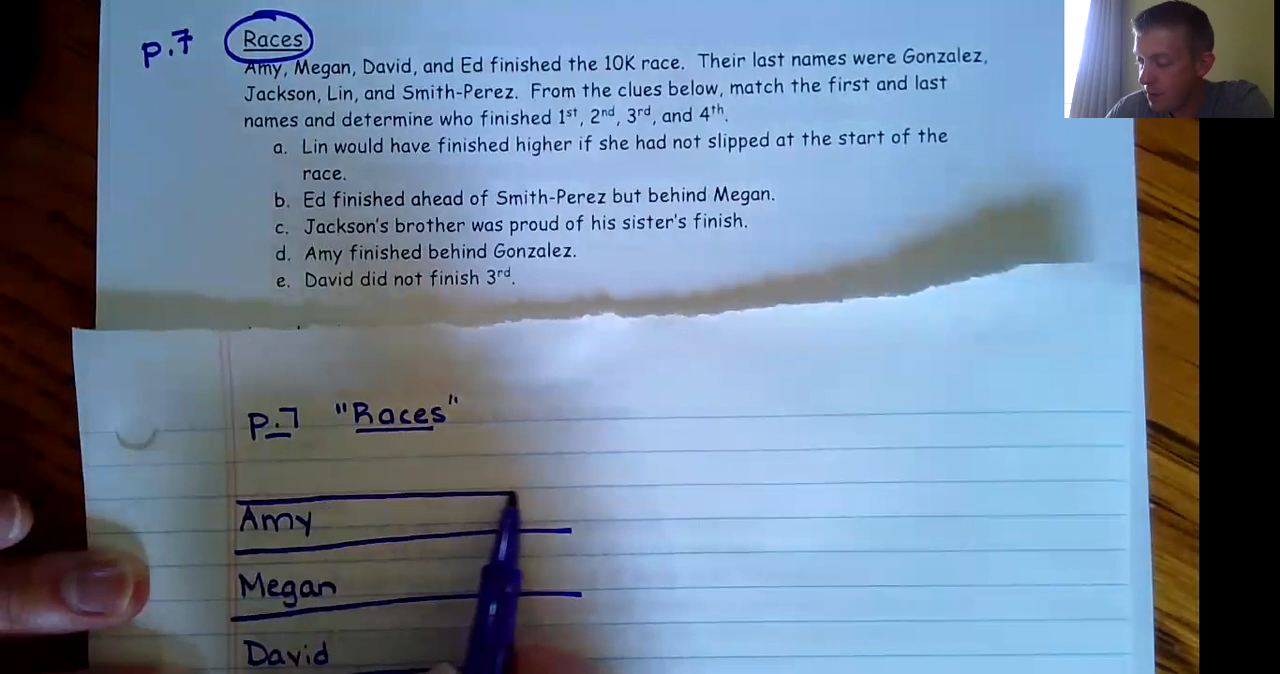 p.7
Races
Amy, Megan, David, and Ed finished the 10K race. Their last names were Gonzalez,
Jackson, Lin, and Smith-Perez. From the clues below, match the first and last
names and determine who finished 1st, 2nd, 3rd, and 4th.
a. Lin would have finished higher if she had not slipped at the start of the
race.
b. Ed finished ahead of Smith-Perez but behind Megan.
c. Jackson's brother was proud of his sister's finish.
d. Amy finished behind Gonzalez.
e. David did not finish 3rd.
p.7 "Races"
Amy
Megan
David